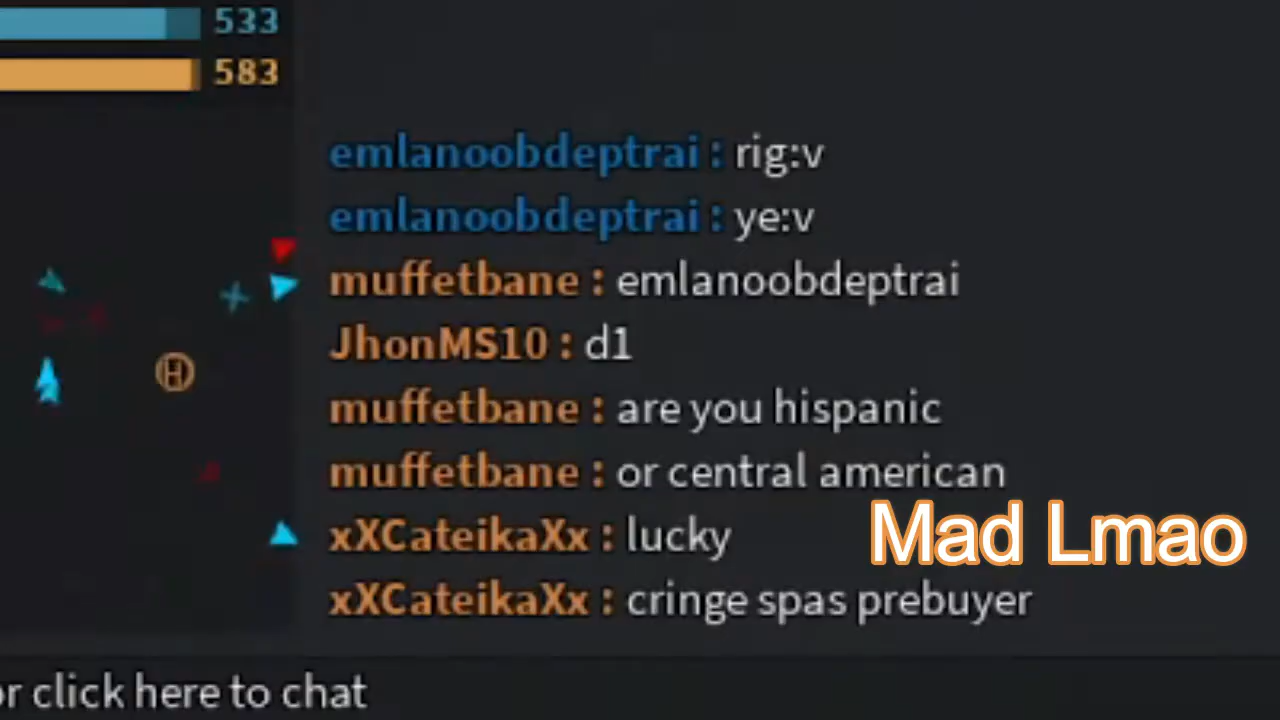 533
583
emlanoobdeptrai : rig:v
emlanoobdeptrai : ye:v
muffetbane : emlanoobdeptrai
JhonMS10 : d1
H
muffetbane : are you hispanic
muffetbane : or central american
xXCateikaXx : lucky
Mad Lmao
xXCateikaXx : cringe spas prebuyer
or click here to chat